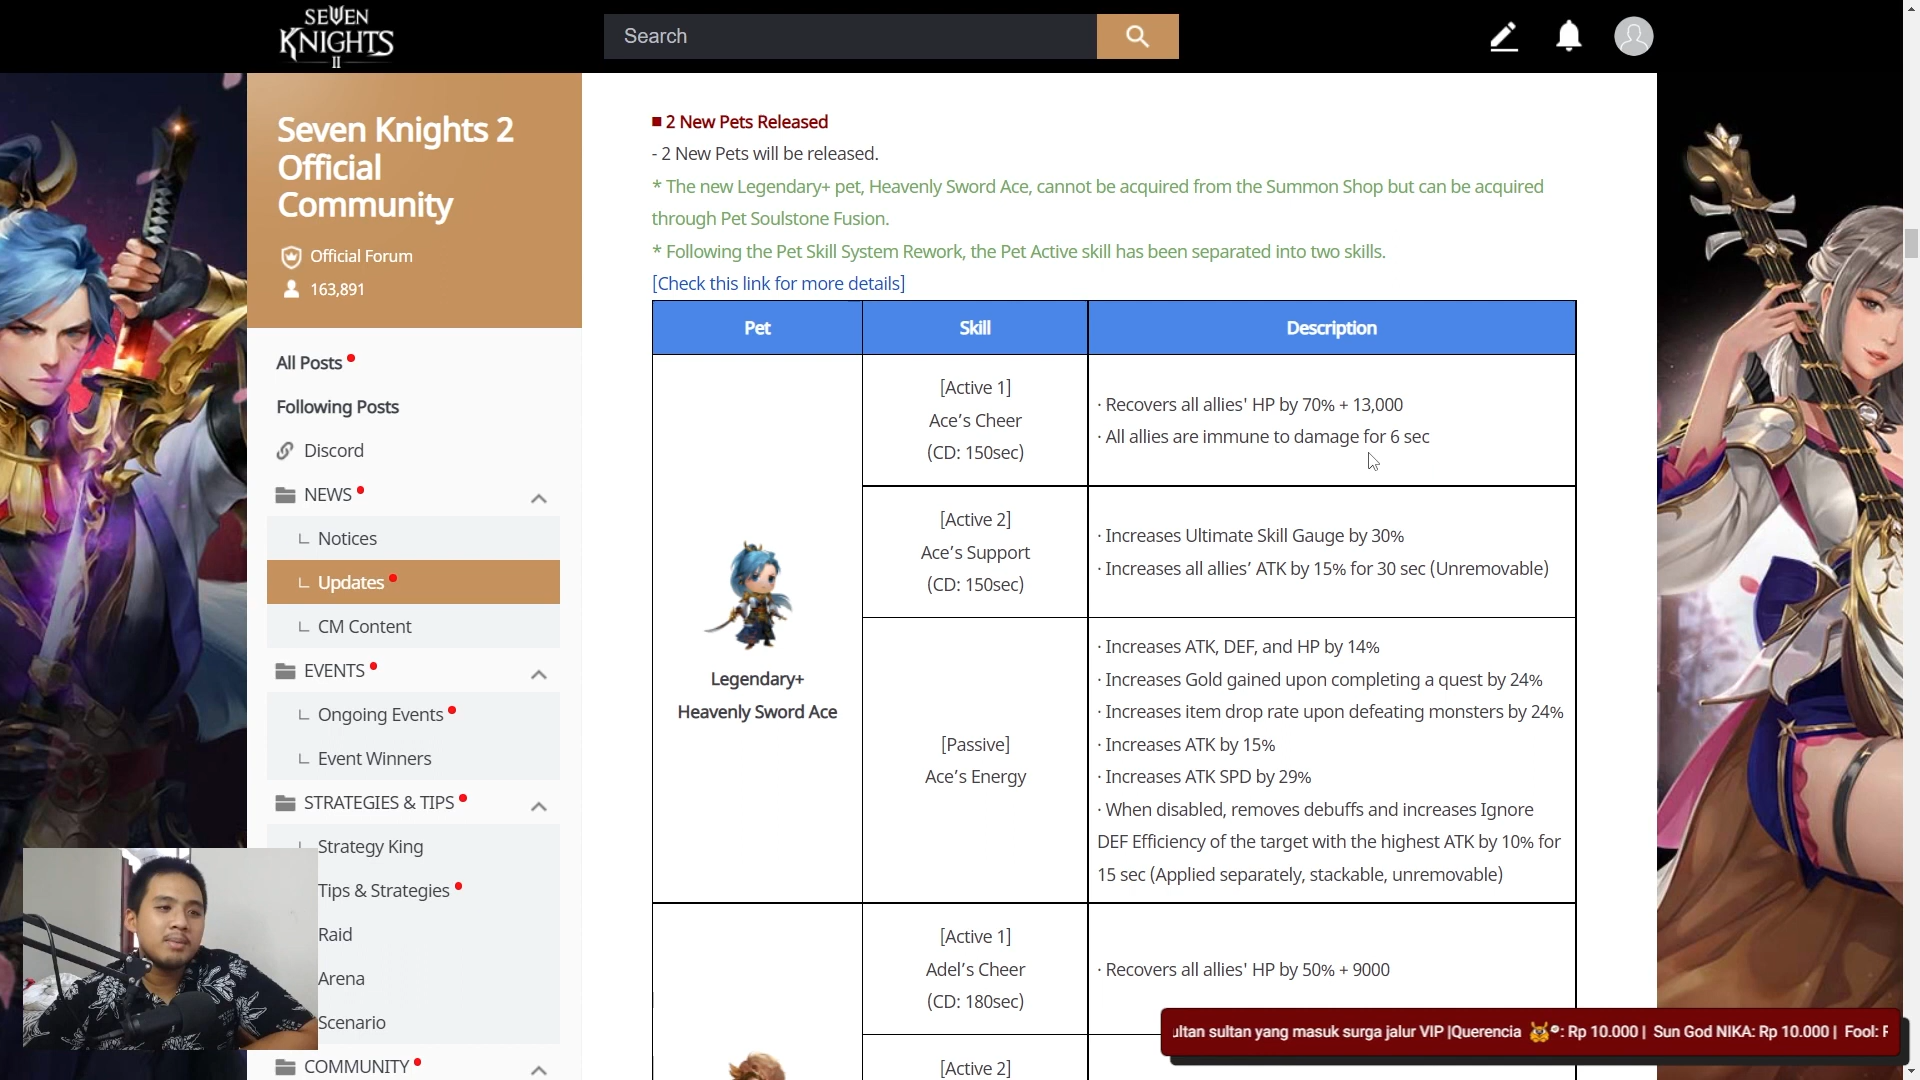 SEVEN
KNIGHTS
II
Search
Seven Knights 2
Official
Community
Official Forum
163,891
All Posts
Following Posts
Discord
NEWS
Notices
Updates
CM Content
EVENTS
Ongoing Events
Event Winners
STRATEGIES & TIPS
Strategy King
Tips & Strategies
Raid
Arena
Scenario
COMMUNITY
■ 2 New Pets Released
- 2 New Pets will be released.
* The new Legendary+ pet, Heavenly Sword Ace, cannot be acquired from the Summon Shop but can be acquired
through Pet Soulstone Fusion.
* Following the Pet Skill System Rework, the Pet Active skill has been separated into two skills.
[Check this link for more details]
Pet
Skill
Description
Legendary+
Heavenly Sword Ace
[Active 1]
Ace’s Cheer
(CD: 150sec)
· Recovers all allies' HP by 70% + 13,000
· All allies are immune to damage for 6 sec
[Active 2]
Ace’s Support
(CD: 150sec)
· Increases Ultimate Skill Gauge by 30%
· Increases all allies’ ATK by 15% for 30 sec (Unremovable)
[Passive]
Ace’s Energy
· Increases ATK, DEF, and HP by 14%
· Increases Gold gained upon completing a quest by 24%
· Increases item drop rate upon defeating monsters by 24%
· Increases ATK by 15%
· Increases ATK SPD by 29%
· When disabled, removes debuffs and increases Ignore
DEF Efficiency of the target with the highest ATK by 10% for
15 sec (Applied separately, stackable, unremovable)
[Active 1]
Adel’s Cheer
(CD: 180sec)
· Recovers all allies' HP by 50% + 9000
[Active 2]
ultan sultan yang masuk surga jalur VIP |Querencia : Rp 10.000 | Sun God NIKA: Rp 10.000 | Fool: